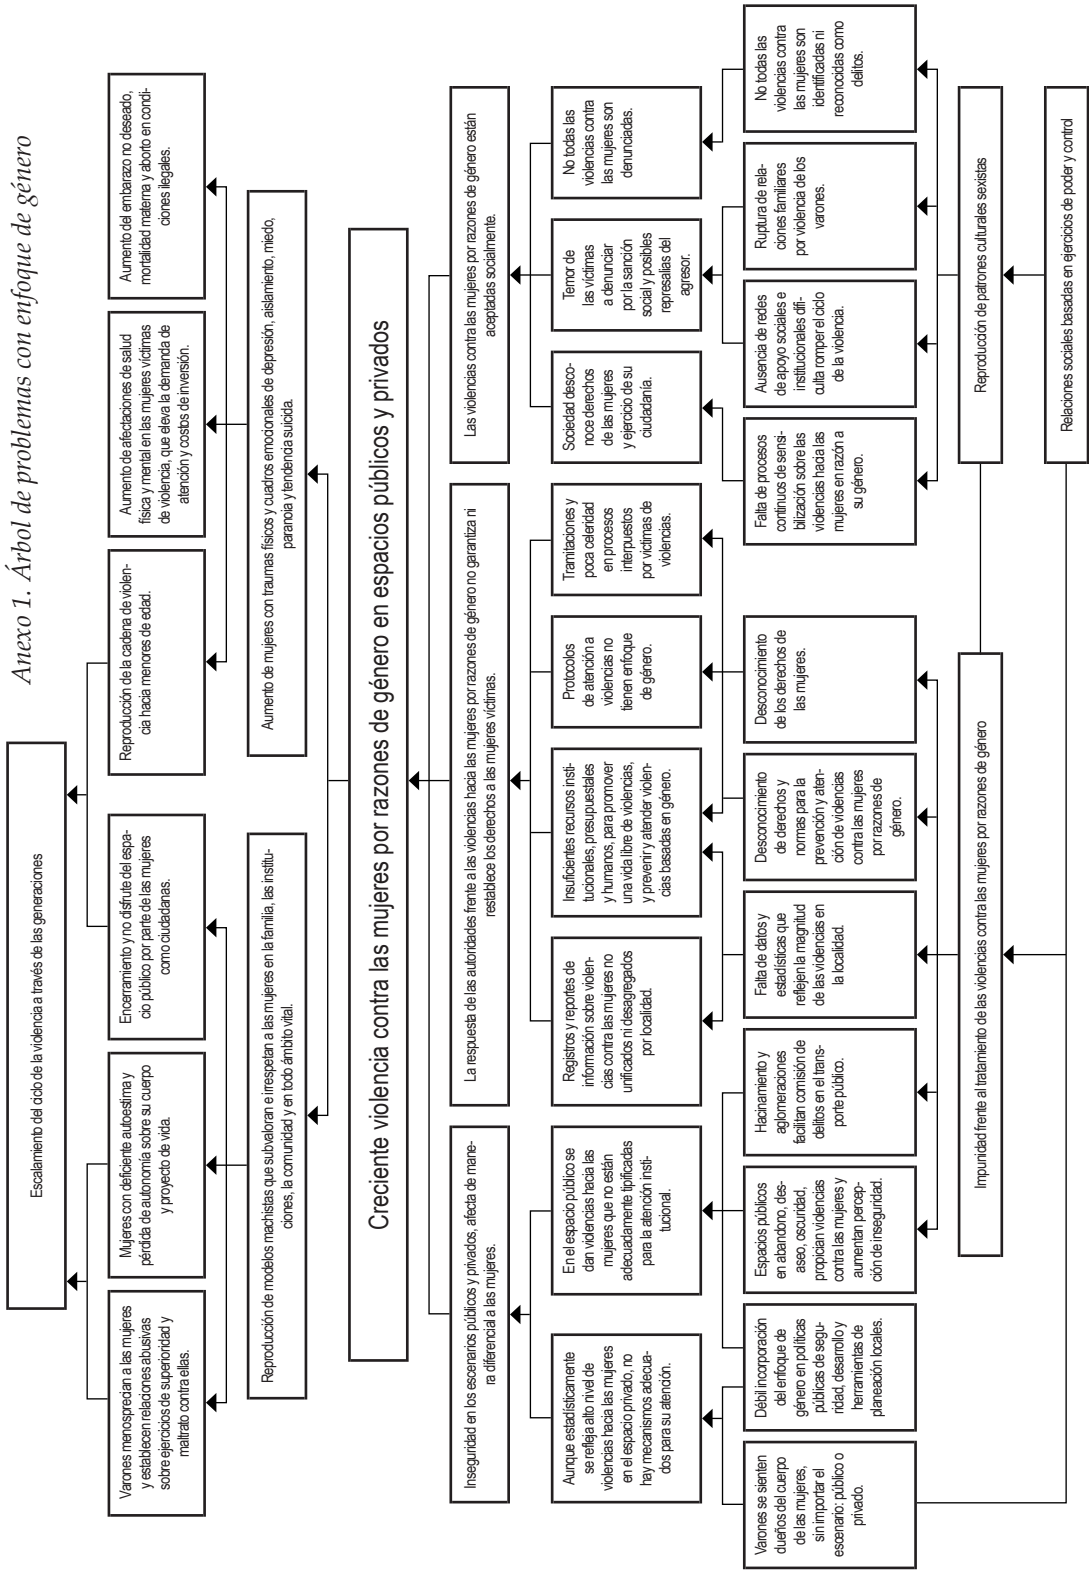 Anexo 1. Árbol de problemas con enfoque de género
Escalamiento del ciclo de la violencia a través de las generaciones
Varones menosprecian a las mujeres
y establecen relaciones abusivas
sobre ejercicios de superioridad y
maltrato contra ellas.
Mujeres con deficiente autoestima y
pérdida de autonomía sobre su cuerpo
y proyecto de vida.
Encerramiento y no disfrute del espa-
cio público por parte de las mujeres
como ciudadanas.
Reproducción de la cadena de violen-
cia hacia menores de edad.
Aumento de afectaciones de salud
física y mental en las mujeres víctimas
de violencia, que eleva la demanda de
atención y costos de inversión.
Aumento del embarazo no deseado,
mortalidad materna y aborto en condi-
ciones ilegales.
Reproducción de modelos machistas que subvaloran e irrespetan a las mujeres en la familia, las institu-
ciones, la comunidad y en todo ámbito vital.
Aumento de mujeres con traumas físicos y cuadros emocionales de depresión, aislamiento, miedo,
paranoia y tendencia suicida.
Creciente violencia contra las mujeres por razones de género en espacios públicos y privados
Inseguridad en los escenarios públicos y privados, afecta de mane-
ra diferencial a las mujeres.
La respuesta de las autoridades frente a las violencias hacia las mujeres por razones de género no garantiza ni
restablece los derechos a las mujeres víctimas.
Las violencias contra las mujeres por razones de género están
aceptadas socialmente.
Aunque estadísticamente
se refleja alto nivel de
violencias hacia las mujeres
en el espacio privado, no
hay mecanismos adecua-
dos para su atención.
En el espacio público se
dan violencias hacia las
mujeres que no están
adecuadamente tipificadas
para la atención insti-
tucional.
Registros y reportes de
información sobre violen-
cias contra las mujeres no
unificados ni desagregados
por localidad.
Insuficientes recursos insti-
tucionales, presupuestales
y humanos, para promover
una vida libre de violencias,
y prevenir y atender violen-
cias basadas en género.
Protocolos
de atención a
violencias no
tienen enfoque
de género.
Tramitaciones y
poca celeridad
en procesos
interpuestos
por víctimas de
violencias.
Sociedad desco-
noce derechos
de las mujeres
y ejercicio de su
ciudadanía.
Temor de
las víctimas
a denunciar
por la sanción
social y posibles
represalias del
agresor.
No todas las
violencias contra
las mujeres son
denunciadas.
Varones se sienten
dueños del cuerpo
de las mujeres,
sin importar el
escenario: público o
privado.
Débil incorporación
del enfoque de
género en políticas
públicas de segu-
ridad, desarrollo y
herramientas de
planeación locales.
Espacios públicos
en abandono, des-
aseo, oscuridad,
propician violencias
contra las mujeres y
aumentan percep-
ción de inseguridad.
Hacinamiento y
aglomeraciones
facilitan comisión de
delitos en el trans-
porte público.
Falta de datos y
estadísticas que
reflejen la magnitud
de las violencias en
la localidad.
Desconocimiento
de derechos y
normas para la
prevención y aten-
ción de violencias
contra las mujeres
por razones de
género.
Desconocimiento
de los derechos de
las mujeres.
Falta de procesos
continuos de sensi-
bilización sobre las
violencias hacia las
mujeres en razón a
su género.
Ausencia de redes
de apoyo sociales e
institucionales difi-
culta romper el ciclo
de la violencia.
Ruptura de rela-
ciones familiares
por violencia de los
varones.
No todas las
violencias contra
las mujeres son
identificadas ni
reconocidas como
delitos.
Impunidad frente al tratamiento de las violencias contra las mujeres por razones de género
Reproducción de patrones culturales sexistas
Relaciones sociales basadas en ejercicios de poder y control